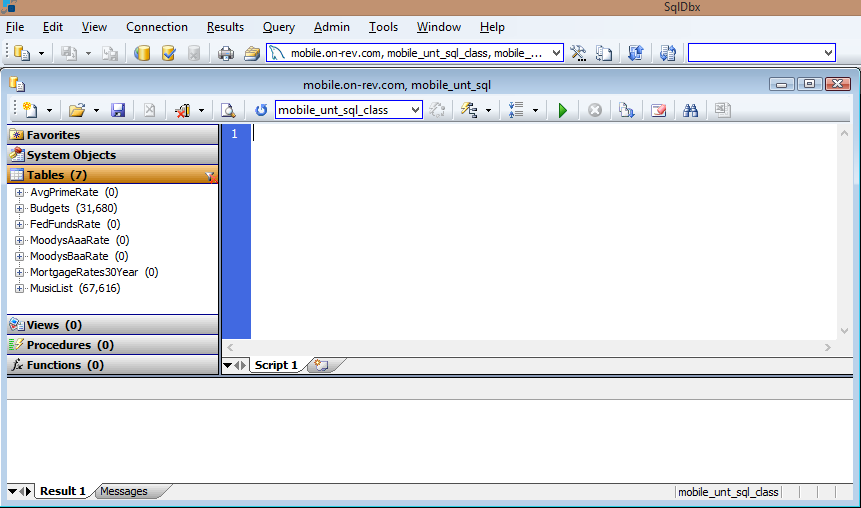 SqlDbx
File Edit View Connection Results Query Admin Tools Window Help
mobile.on-rev.com, mobile_unt_sql_class, mobile_...
mobile.on-rev.com, mobile_unt_sql
mobile_unt_sql_class
Favorites
System Objects
Tables (7)
AvgPrimeRate (0)
Budgets (31,680)
FedFundsRate (0)
MoodysAaaRate (0)
MoodysBaaRate (0)
MortgageRates30Year (0)
MusicList (67,616)
Views (0)
Procedures (0)
fx Functions (0)
1
Script 1
Result 1 Messages
mobile_unt_sql_class